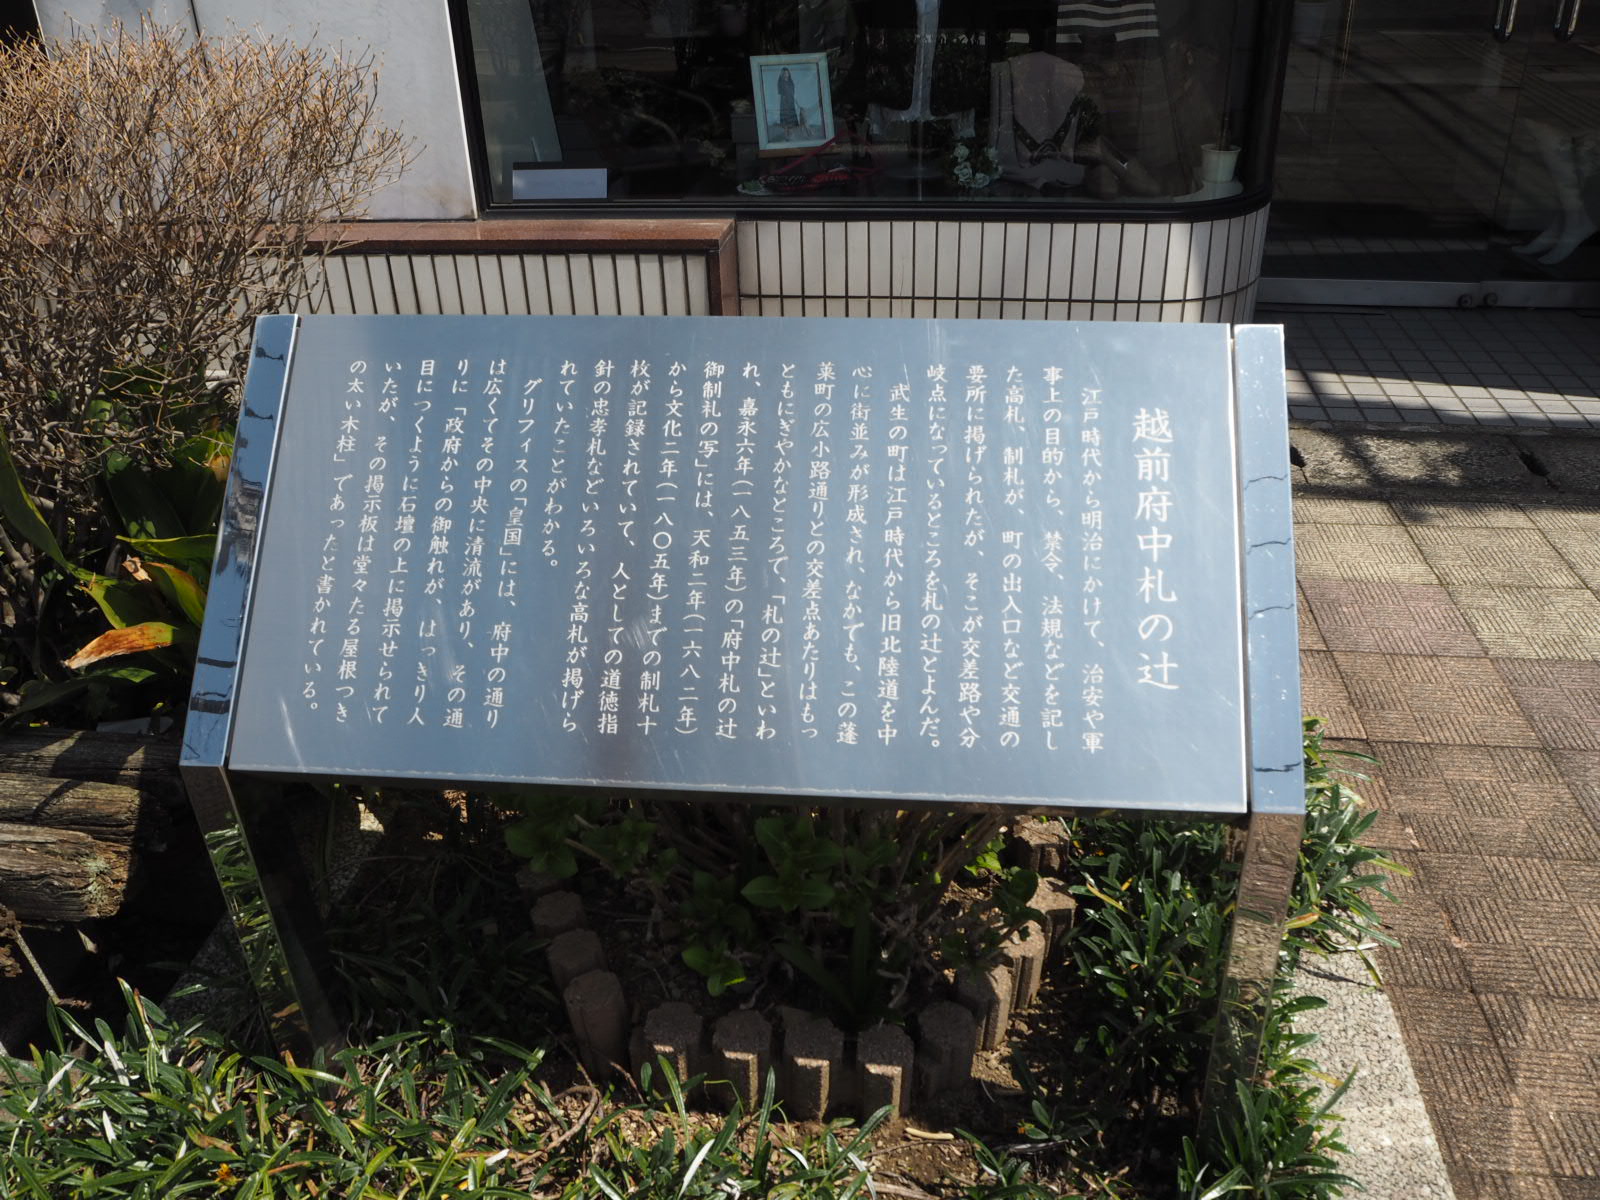 越前府中札の辻
江戸時代から明治にかけて、治安や軍
事上の目的から、禁令、法規などを記し
た高札、制札が、町の出入口など交通の
要所に掲げられたが、そこが交差路や分
岐点になっているところを札の辻とよんだ。
武生の町は江戸時代から旧北陸道を中
心に街並みが形成され、なかでも、この蓬
莱町の広小路通りとの交差点あたりはもっ
ともにぎやかなところで、「札の辻」といわ
れ、嘉永六年(一八五三年)の「府中札の辻
御制札の写」には、天和二年(一六八二年)
から文化二年(一八〇五年)までの制札十
枚が記録されていて、人としての道徳指
針の忠孝札などいろいろな高札が掲げら
れていたことがわかる。
グリフィスの「皇国」には、府中の通り
は広くてその中央に清流があり、その通
りに「政府からの御触れが、はっきり人
目につくように石壇の上に掲示せられて
いたが、その掲示板は堂々たる屋根つき
の太い木柱」であったと書かれている。